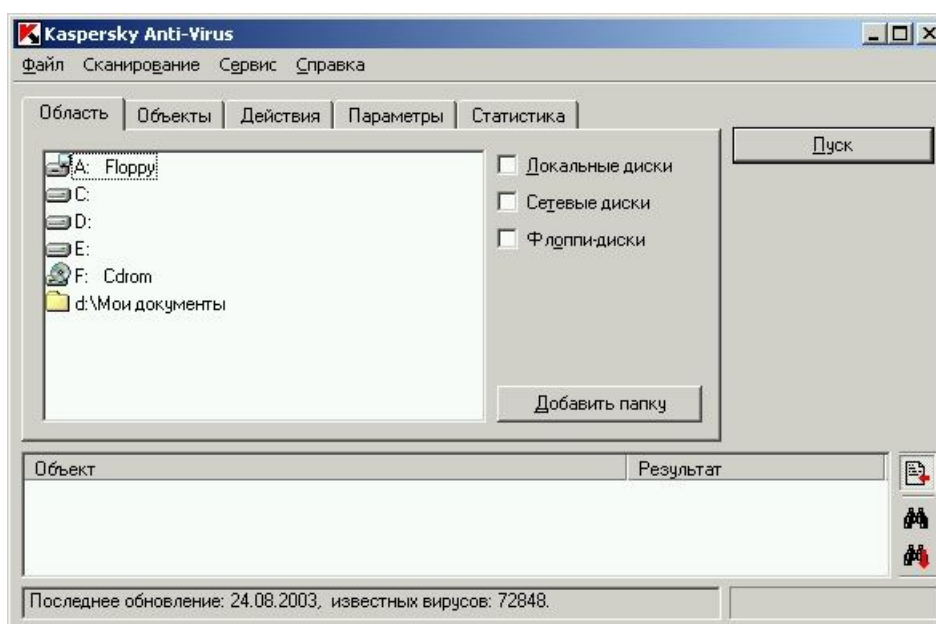 Kaspersky Anti-Virus
Файл Сканирование Сервис Справка
Область Объекты Действия Параметры Статистика
Пуск
A: Floppy
C:
D:
E:
F: Cdrom
d:\Мои документы
Локальные диски
Сетевые диски
Флоппи-диски
Добавить папку
Объект Результат
Последнее обновление: 24.08.2003, известных вирусов: 72848.